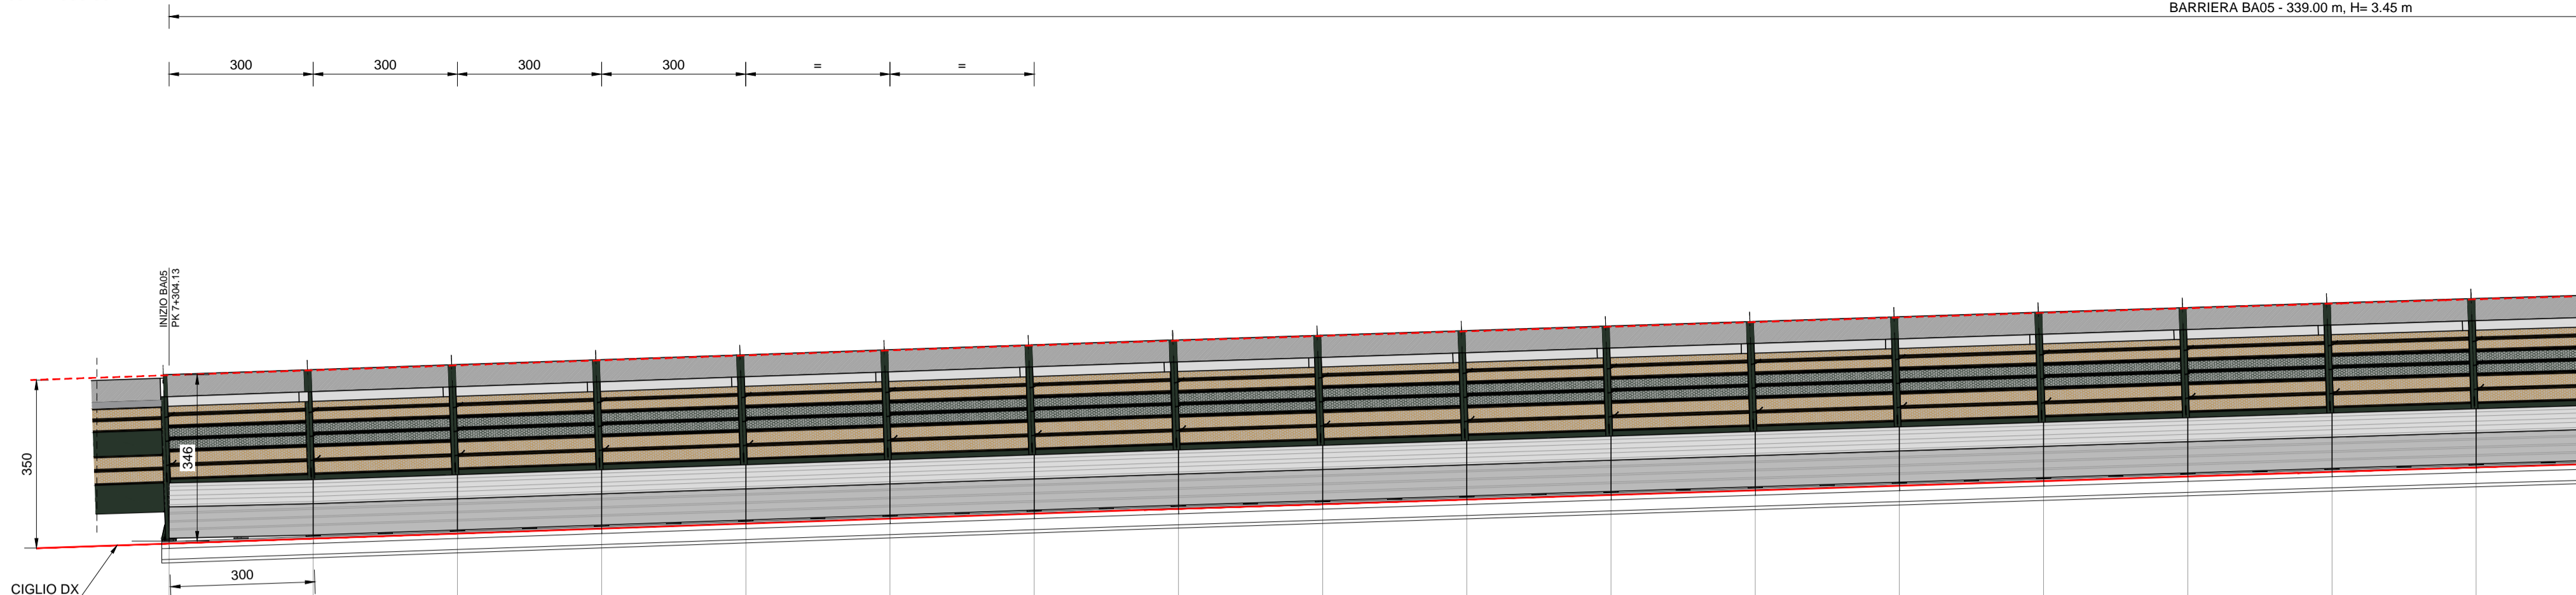 BARRIERA BA05 - 339.00 m, H= 3.45 m
300
300
300
300
=
=
INIZIO BA05
PK 7+304.13
350
346
300
CIGLIO DX